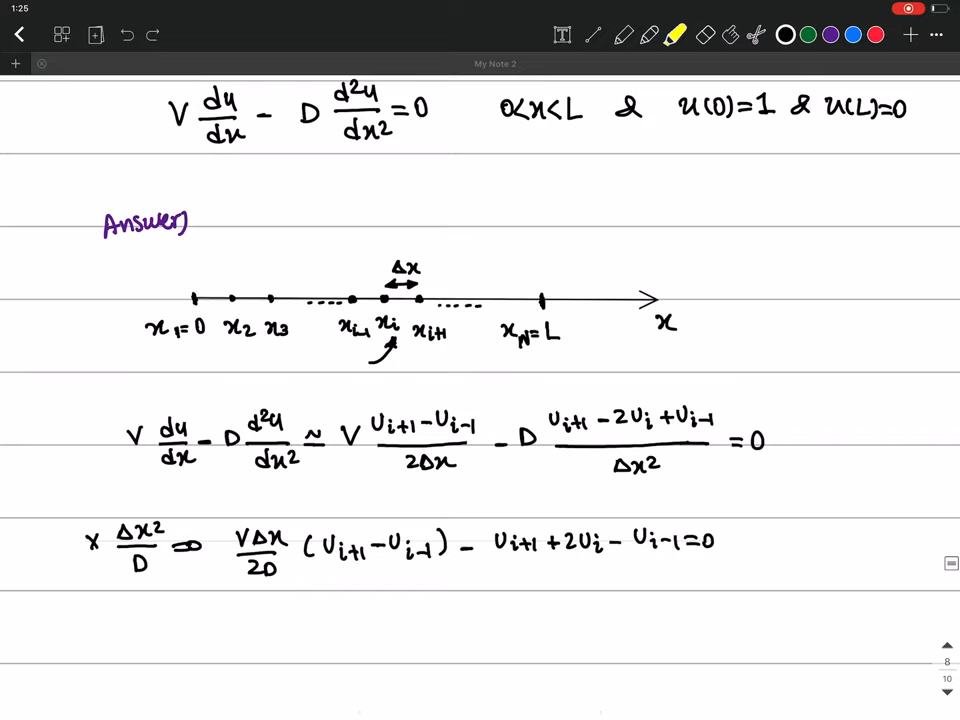 1:25
My Note 2
V du/dx - D d²u/dx² = 0 0<x<L & u(0)=1 & u(L)=0
Answer)
Δx
x₁=0 x₂ x₃ ..... xᵢ₋₁ xᵢ xᵢ₊₁ ..... x_N=L x
V du/dx - D d²u/dx² ≈ V (Uᵢ₊₁ - Uᵢ₋₁)/2Δx - D (Uᵢ₊₁ - 2Uᵢ + Uᵢ₋₁)/Δx² = 0
× Δx²/D ⇒ VΔx/2D (Uᵢ₊₁ - Uᵢ₋₁) - Uᵢ₊₁ + 2Uᵢ - Uᵢ₋₁ = 0
8
10